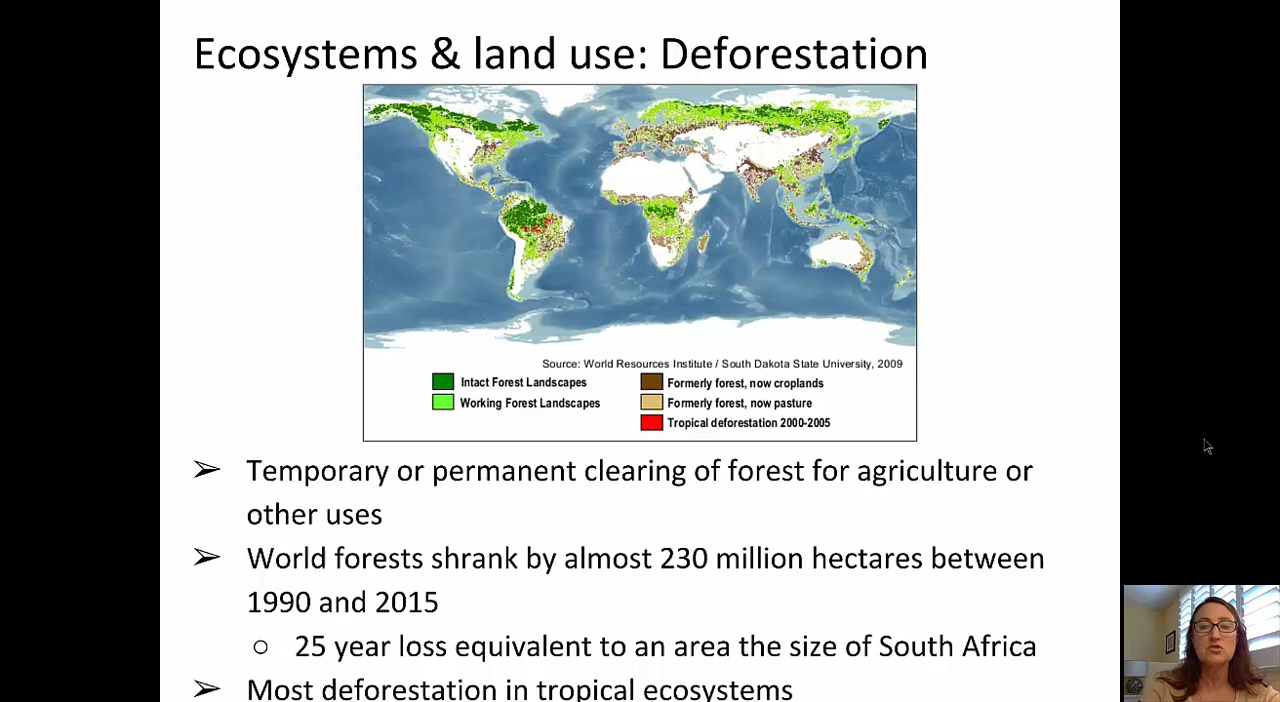 Ecosystems & land use: Deforestation
Source: World Resources Institute / South Dakota State University, 2009
Intact Forest Landscapes
Working Forest Landscapes
Formerly forest, now croplands
Formerly forest, now pasture
Tropical deforestation 2000-2005
➢ Temporary or permanent clearing of forest for agriculture or
other uses
➢ World forests shrank by almost 230 million hectares between
1990 and 2015
○ 25 year loss equivalent to an area the size of South Africa
➢ Most deforestation in tropical ecosystems